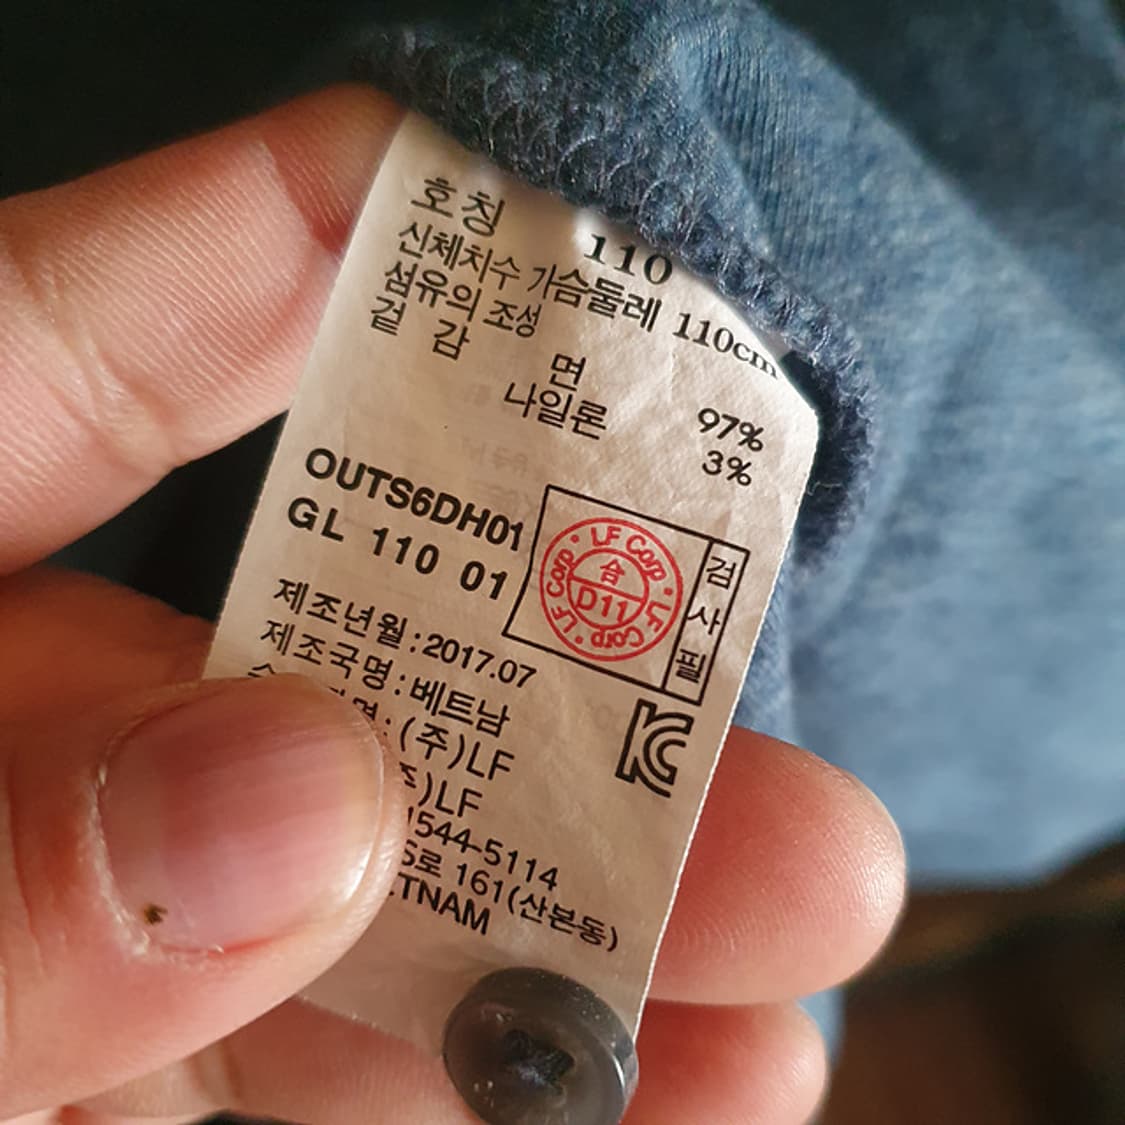 호칭 110
신체치수 가슴둘레 110cm
섬유의 조성
겉 감 면 97%
나일론 3%
OUTS6DH01
GL 110 01
LF Corp · LF Corp · LF Corp ·
合
D11
검사필
제조년월:2017.07
제조국명:베트남
명:(주)LF
)LF
1544-5114
로 161(산본동)
TNAM